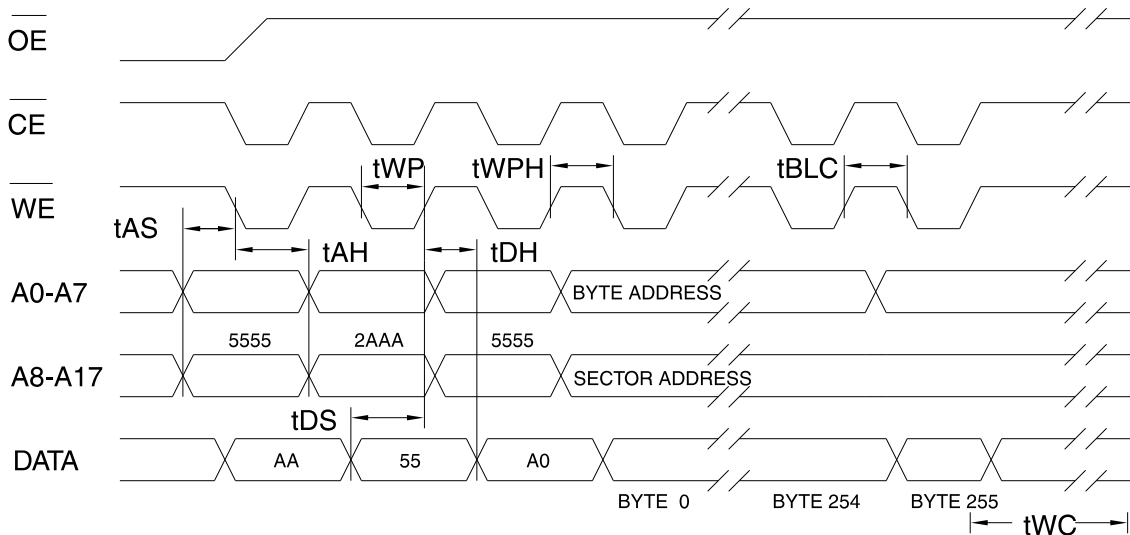 OE
CE
tWP tWPH tBLC
WE
tAS
tAH tDH
A0-A7 BYTE ADDRESS
5555 2AAA 5555
A8-A17 SECTOR ADDRESS
tDS
DATA AA 55 A0
BYTE 0 BYTE 254 BYTE 255
tWC